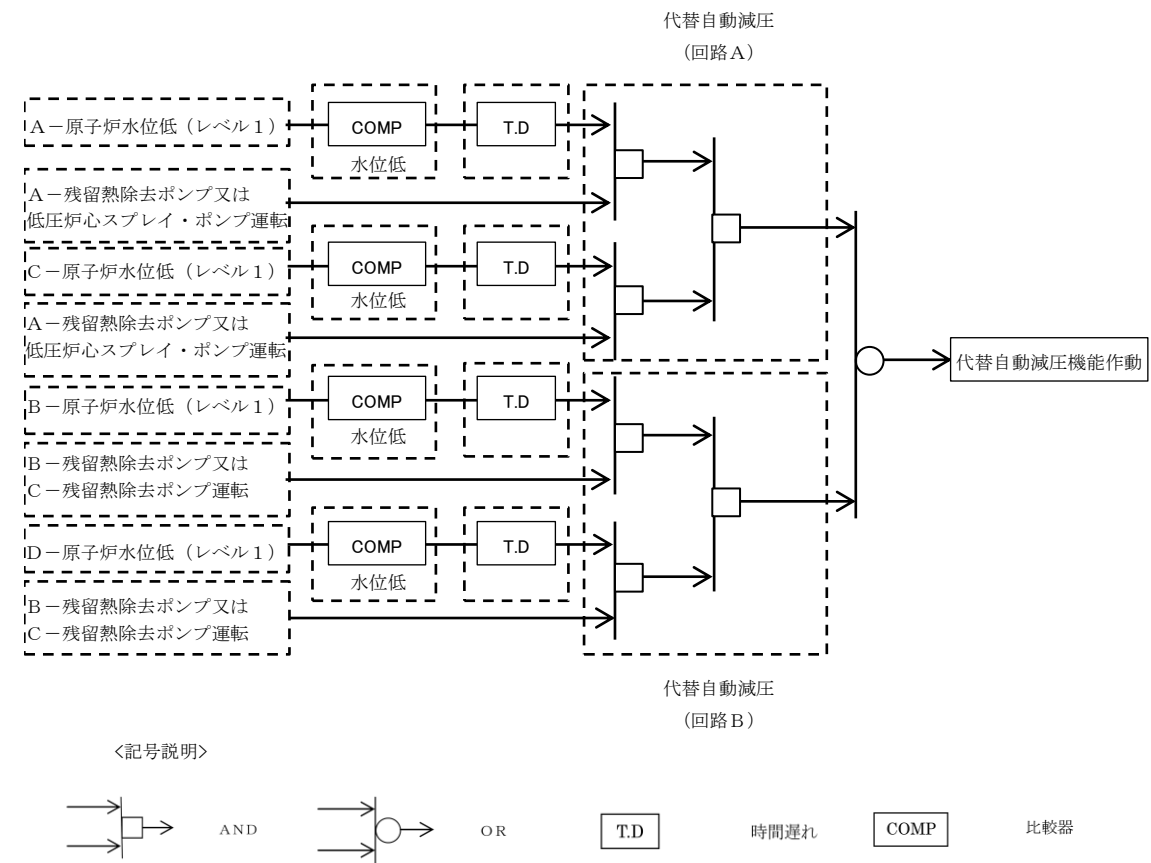 代替自動減圧
(回路A)
A－原子炉水位低（レベル１）
COMP
水位低
T.D
A－残留熱除去ポンプ又は
低圧炉心スプレイ・ポンプ運転
C－原子炉水位低（レベル１）
COMP
水位低
T.D
A－残留熱除去ポンプ又は
低圧炉心スプレイ・ポンプ運転
代替自動減圧機能作動
B－原子炉水位低（レベル１）
COMP
水位低
T.D
B－残留熱除去ポンプ又は
C－残留熱除去ポンプ運転
D－原子炉水位低（レベル１）
COMP
水位低
T.D
B－残留熱除去ポンプ又は
C－残留熱除去ポンプ運転
代替自動減圧
(回路B)
<記号説明>
AND
OR
T.D
時間遅れ
COMP
比較器